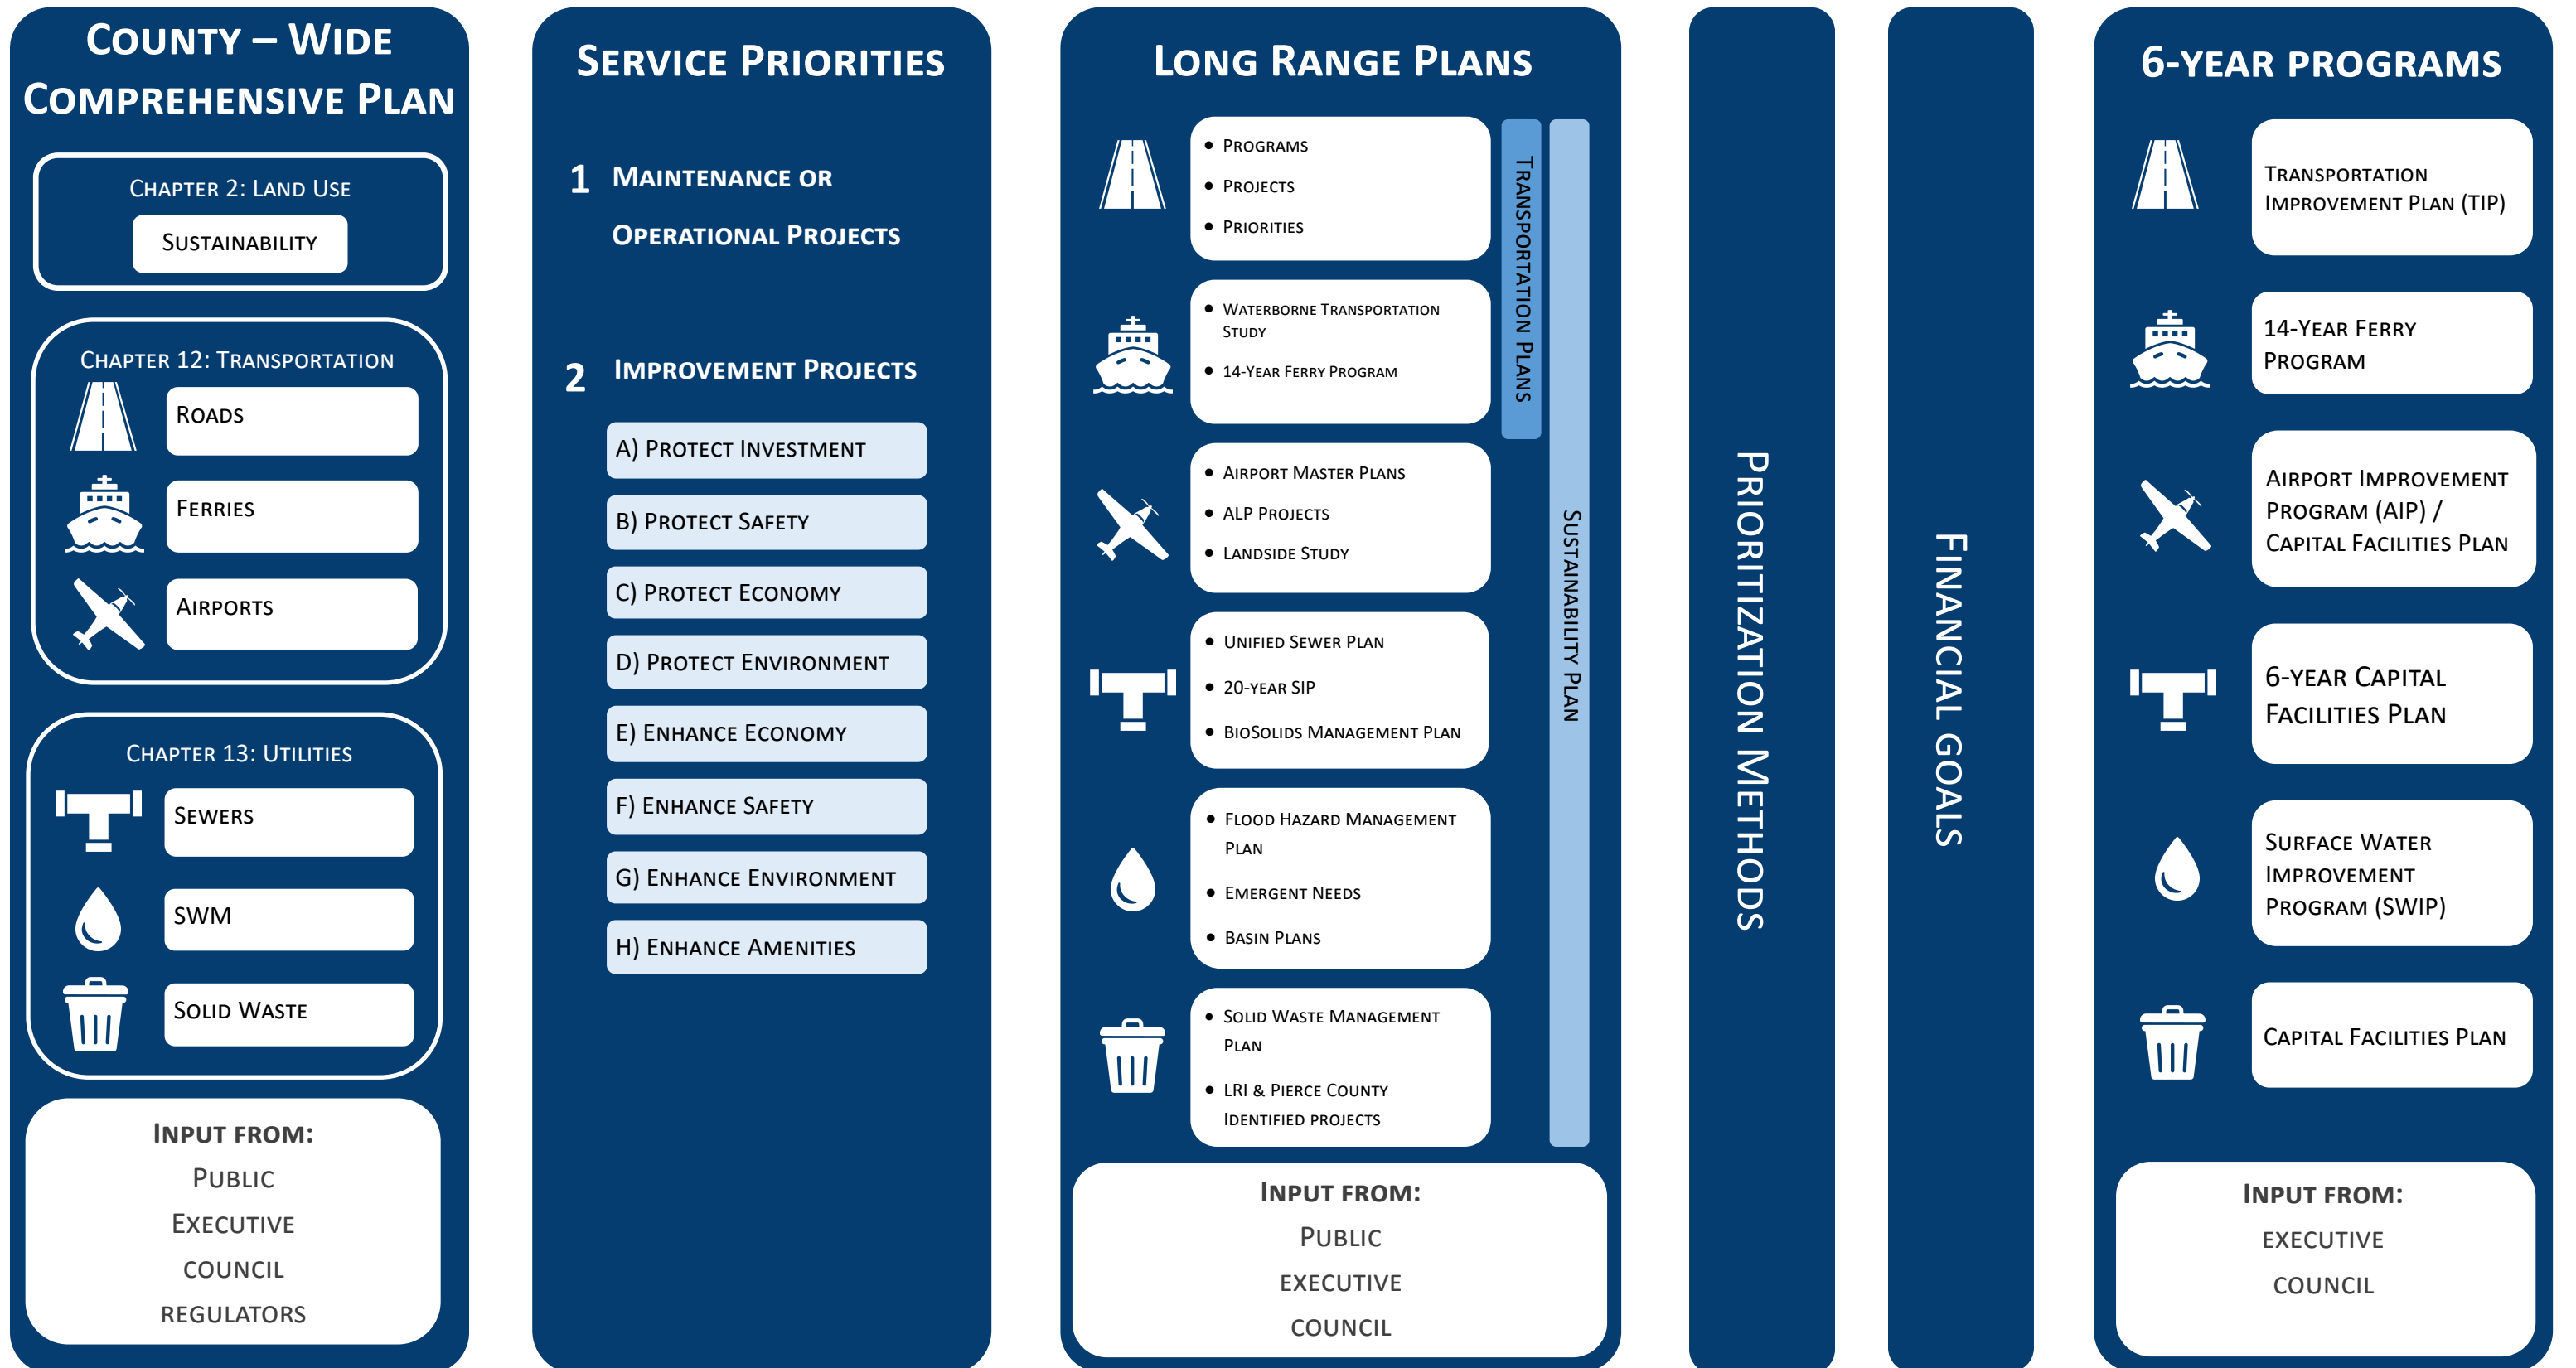 County – Wide
Comprehensive Plan
Chapter 2: Land Use
Sustainability
Chapter 12: Transportation
Roads
Ferries
Airports
Chapter 13: Utilities
Sewers
SWM
Solid Waste
Input from:
Public
Executive
council
regulators
Service Priorities
1 Maintenance or
Operational Projects
2 Improvement Projects
A) Protect Investment
B) Protect Safety
C) Protect Economy
D) Protect Environment
E) Enhance Economy
F) Enhance Safety
G) Enhance Environment
H) Enhance Amenities
Long Range Plans
• Programs
• Projects
• Priorities
• Waterborne Transportation
Study
• 14-Year Ferry Program
• Airport Master Plans
• ALP Projects
• Landside Study
• Unified Sewer Plan
• 20-year SIP
• BioSolids Management Plan
• Flood Hazard Management
Plan
• Emergent Needs
• Basin Plans
• Solid Waste Management
Plan
• LRI & Pierce County
Identified projects
Transportation Plans
Sustainability Plan
Input from:
Public
executive
council
Prioritization Methods
Financial goals
6-year programs
Transportation
Improvement Plan (TIP)
14-Year Ferry
Program
Airport Improvement
Program (AIP) /
Capital Facilities Plan
6-year Capital
Facilities Plan
Surface Water
Improvement
Program (SWIP)
Capital Facilities Plan
Input from:
executive
council